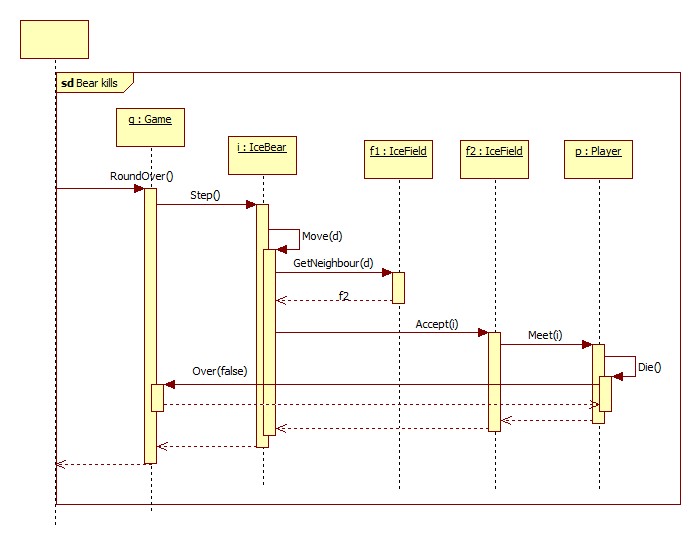 sd Bear kills
g : Game
i : IceBear
f1 : IceField
f2 : IceField
p : Player
RoundOver()
Step()
Move(d)
GetNeighbour(d)
f2
Accept(i)
Meet(i)
Die()
Over(false)